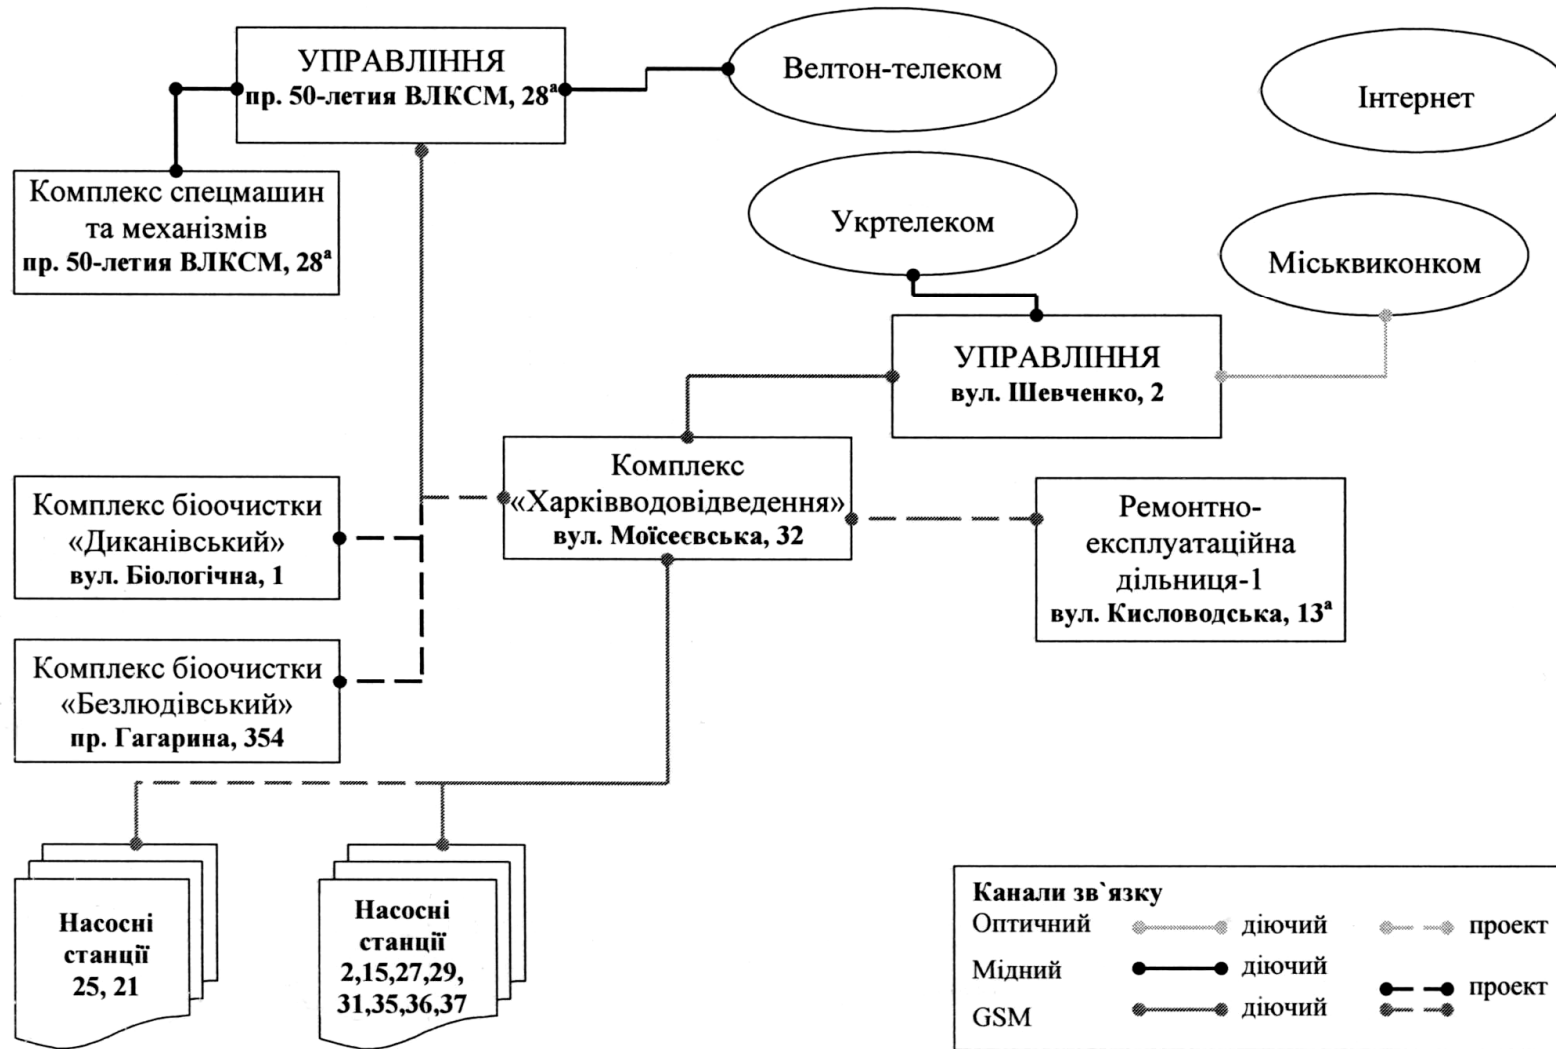 УПРАВЛІННЯ
пр. 50-летия ВЛКСМ, 28ª
Велтон-телеком
Інтернет
Комплекс спецмашин
та механізмів
пр. 50-летия ВЛКСМ, 28ª
Укртелеком
Міськвиконком
УПРАВЛІННЯ
вул. Шевченко, 2
Комплекс
«Харківводовідведення»
вул. Моїсеєвська, 32
Комплекс біоочистки
«Диканівський»
вул. Біологічна, 1
Ремонтно-
експлуатаційна
дільниця-1
вул. Кисловодська, 13ª
Комплекс біоочистки
«Безлюдівський»
пр. Гагарина, 354
Насосні
станції
25, 21
Насосні
станції
2,15,27,29,
31,35,36,37
Канали зв`язку
Оптичний діючий проект
Мідний діючий проект
GSM діючий